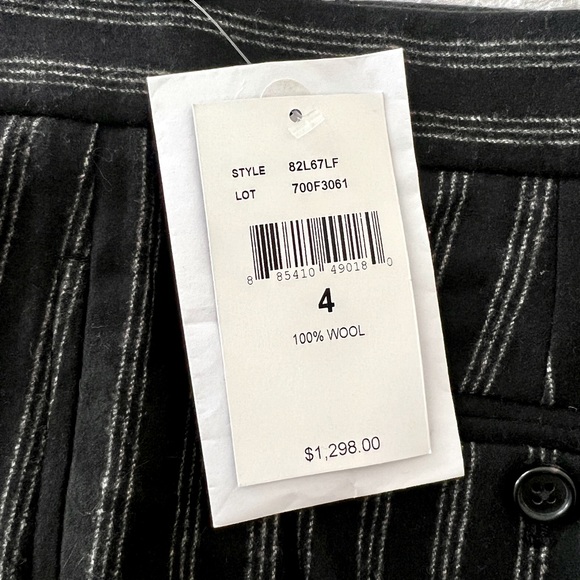 STYLE 82L67LF
LOT 700F3061
8 85410 49018 0
4
100% WOOL
$1,298.00